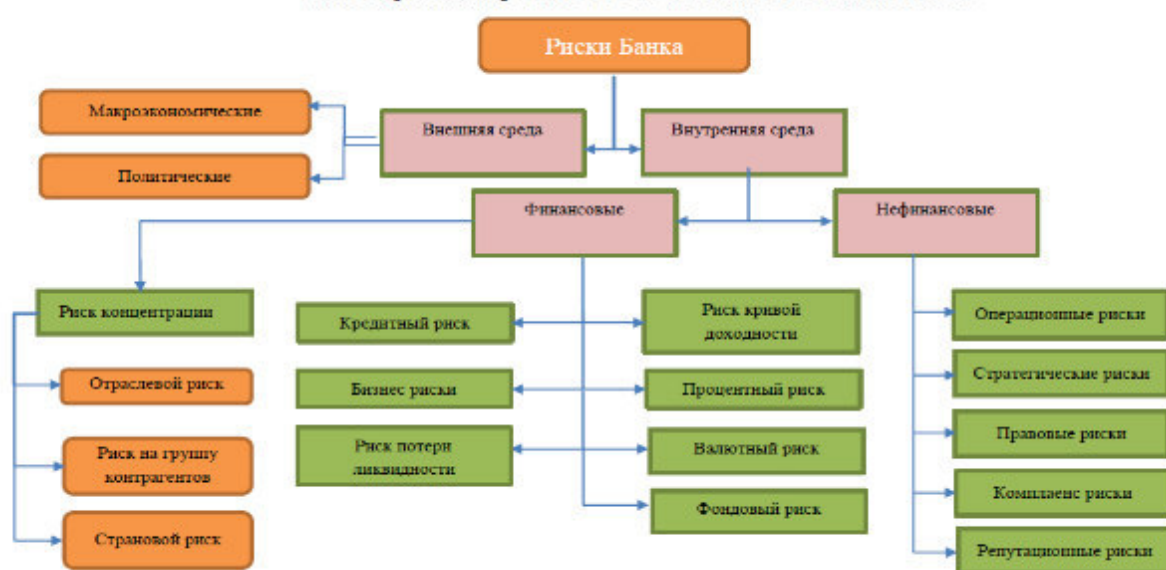 Риски Банка
Макроэкономические
Внешняя среда
Внутренняя среда
Политические
Финансовые
Нефинансовые
Риск концентрации
Кредитный риск
Риск кривой
доходности
Операционные риски
Отраслевой риск
Бизнес риски
Процентный риск
Стратегические риски
Риск на группу
контрагентов
Риск потери
ликвидности
Валютный риск
Правовые риски
Страновой риск
Фондовый риск
Комплаенс риски
Репутационные риски